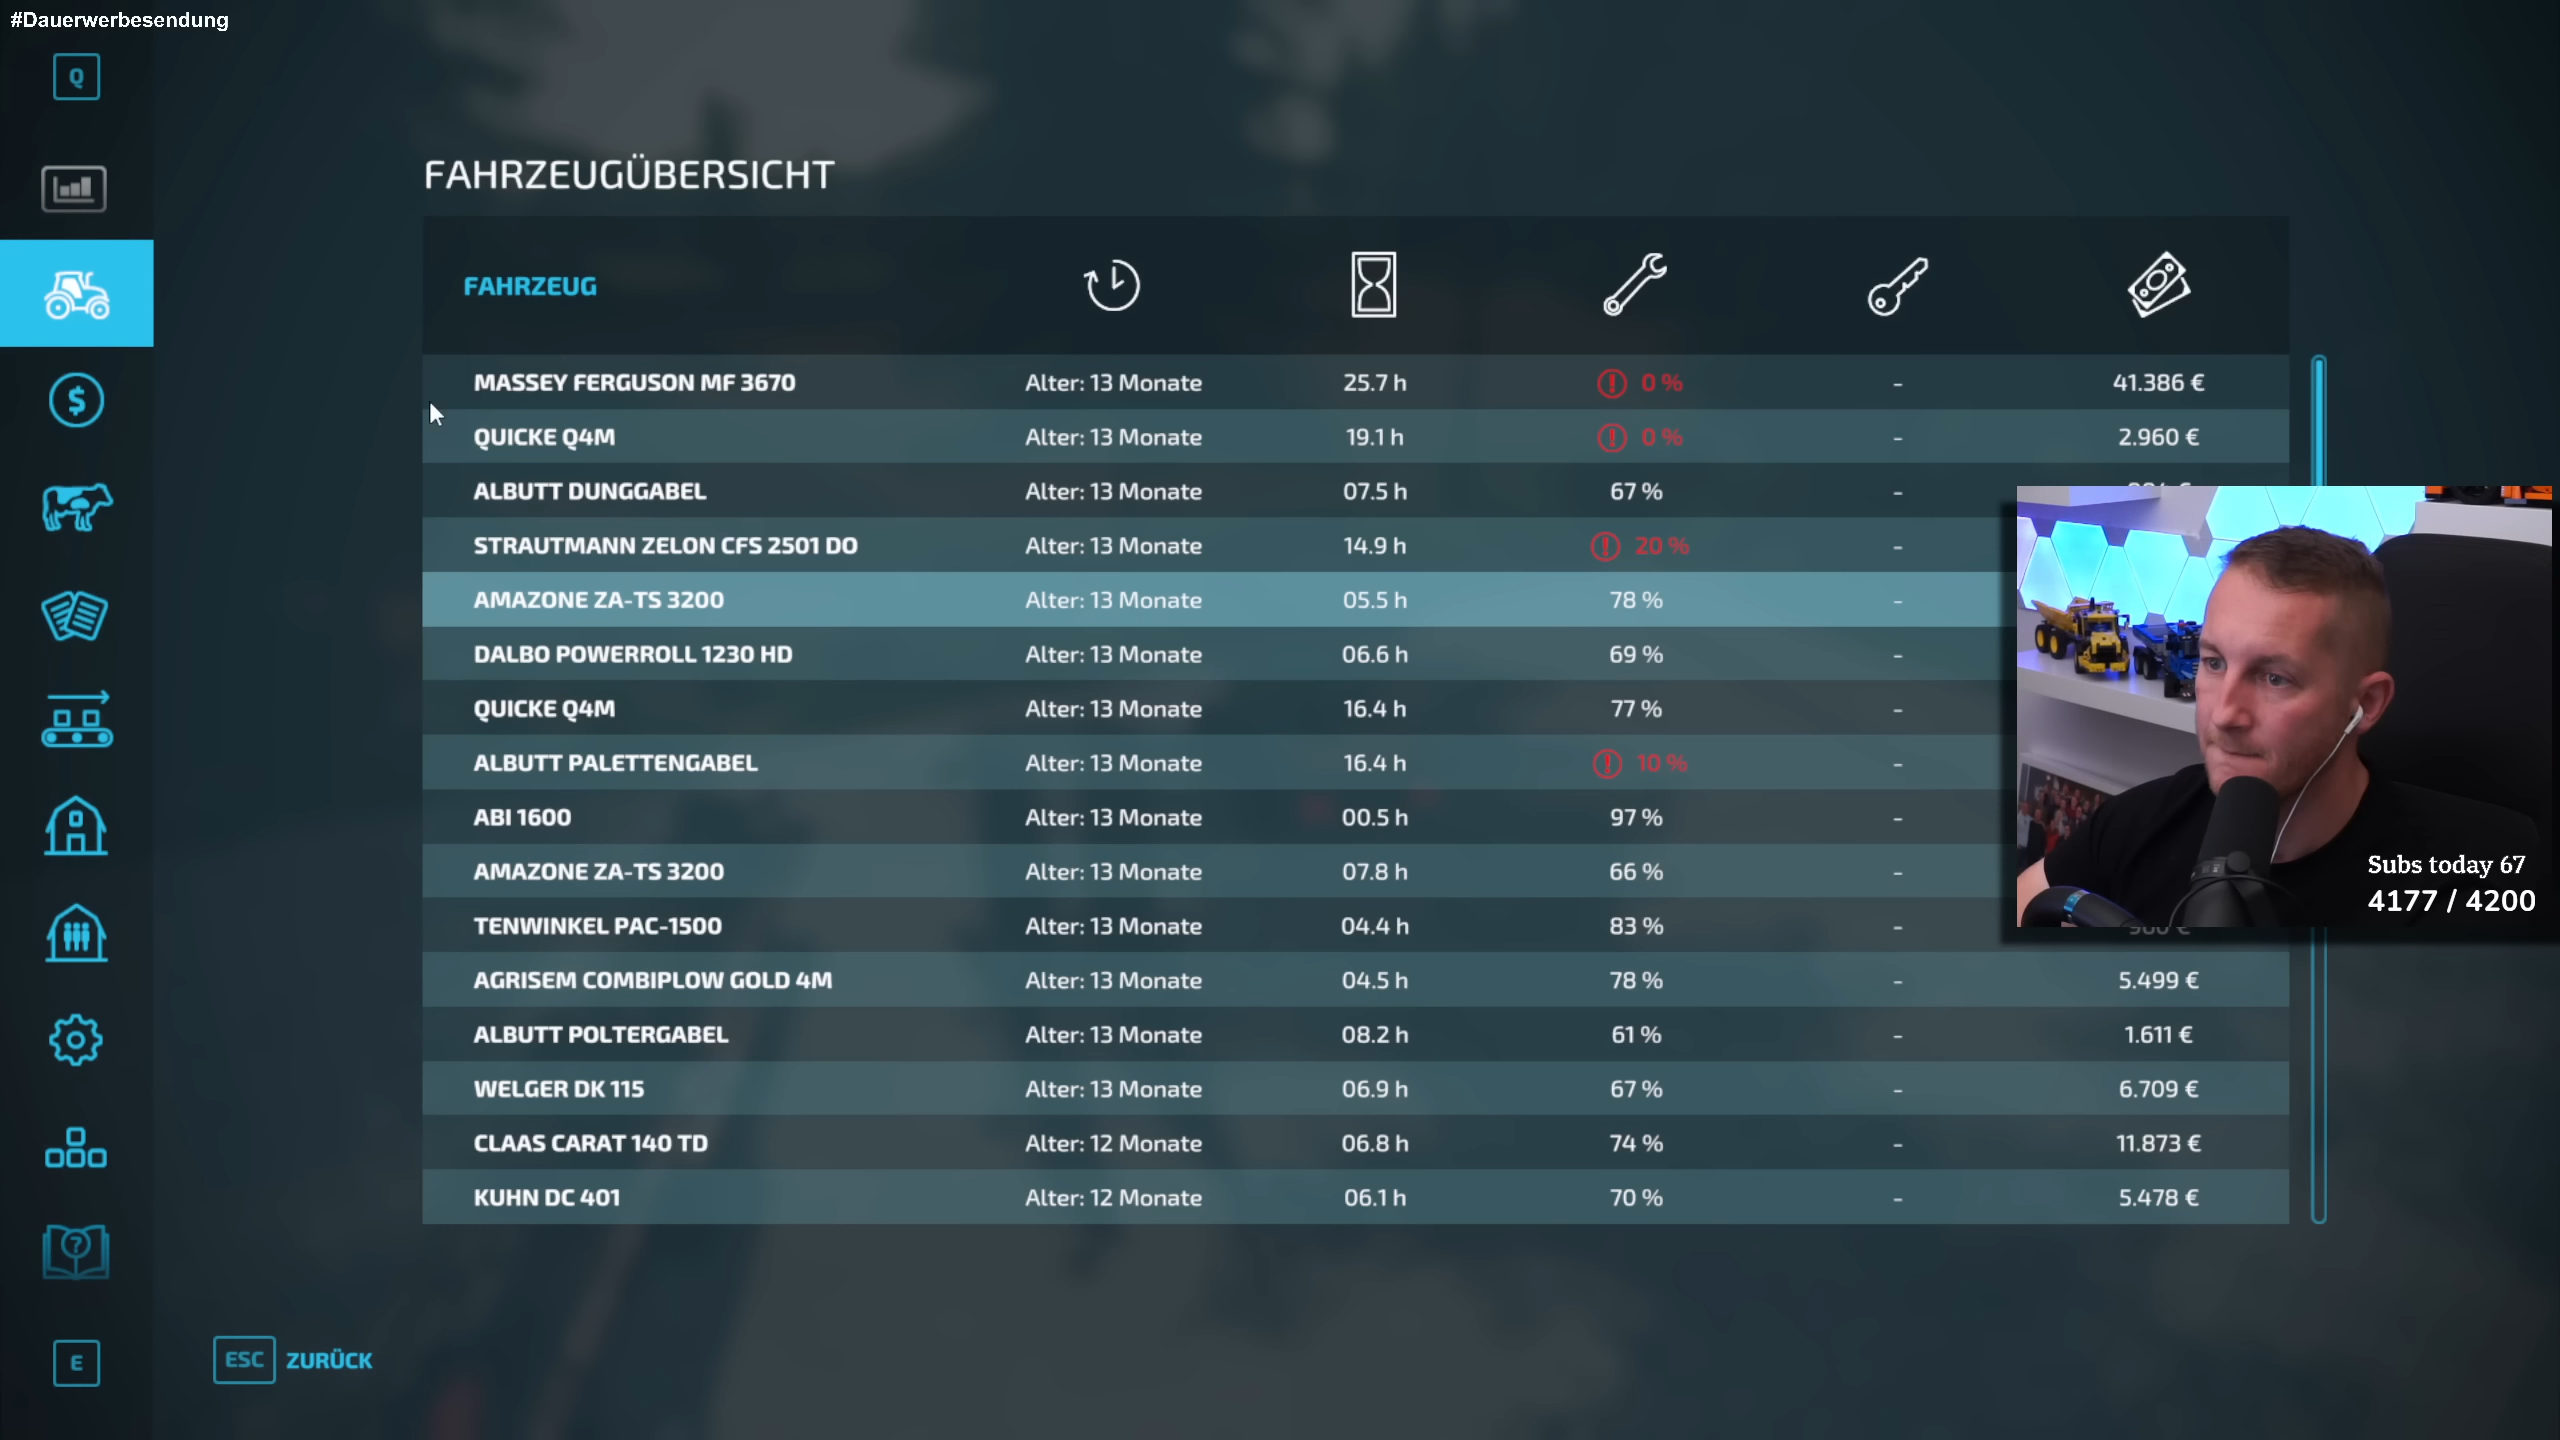 #Dauerwerbesendung
Q
FAHRZEUGÜBERSICHT
FAHRZEUG
MASSEY FERGUSON MF 3670 Alter: 13 Monate 25.7 h 0 % - 41.386 €
QUICKE Q4M Alter: 13 Monate 19.1 h 0 % - 2.960 €
ALBUTT DUNGGABEL Alter: 13 Monate 07.5 h 67 % -
STRAUTMANN ZELON CFS 2501 DO Alter: 13 Monate 14.9 h 20 % -
AMAZONE ZA-TS 3200 Alter: 13 Monate 05.5 h 78 % -
DALBO POWERROLL 1230 HD Alter: 13 Monate 06.6 h 69 % -
QUICKE Q4M Alter: 13 Monate 16.4 h 77 % -
ALBUTT PALETTENGABEL Alter: 13 Monate 16.4 h 10 % -
ABI 1600 Alter: 13 Monate 00.5 h 97 % -
AMAZONE ZA-TS 3200 Alter: 13 Monate 07.8 h 66 % -
TENWINKEL PAC-1500 Alter: 13 Monate 04.4 h 83 % -
AGRISEM COMBIPLOW GOLD 4M Alter: 13 Monate 04.5 h 78 % - 5.499 €
ALBUTT POLTERGABEL Alter: 13 Monate 08.2 h 61 % - 1.611 €
WELGER DK 115 Alter: 13 Monate 06.9 h 67 % - 6.709 €
CLAAS CARAT 140 TD Alter: 12 Monate 06.8 h 74 % - 11.873 €
KUHN DC 401 Alter: 12 Monate 06.1 h 70 % - 5.478 €
Subs today 67
4177 / 4200
E
ESC ZURÜCK